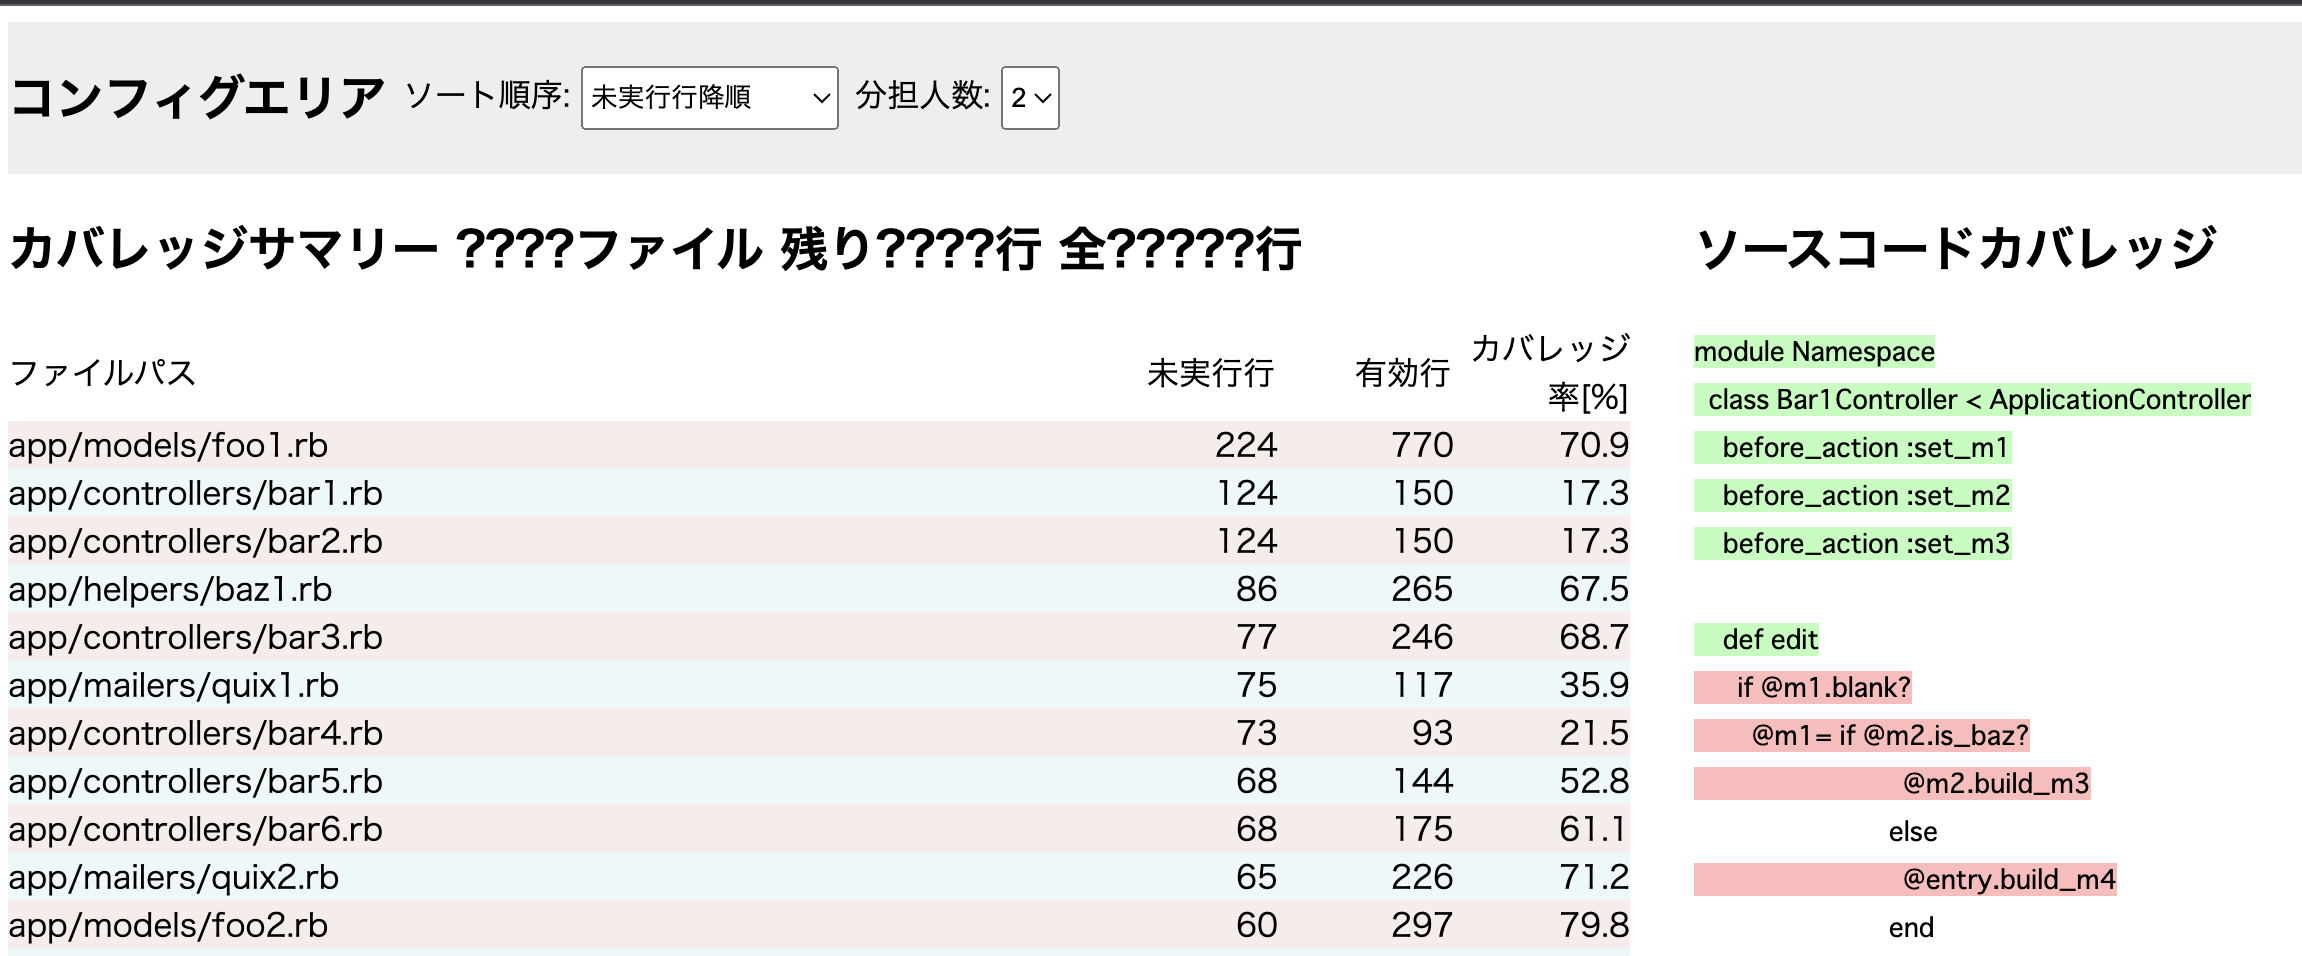 コンフィグエリア ソート順序: 未実行行降順 分担人数: 2
カバレッジサマリー ????ファイル 残り????行 全?????行
ファイルパス 未実行行 有効行 カバレッジ率[%]
app/models/foo1.rb 224 770 70.9
app/controllers/bar1.rb 124 150 17.3
app/controllers/bar2.rb 124 150 17.3
app/helpers/baz1.rb 86 265 67.5
app/controllers/bar3.rb 77 246 68.7
app/mailers/quix1.rb 75 117 35.9
app/controllers/bar4.rb 73 93 21.5
app/controllers/bar5.rb 68 144 52.8
app/controllers/bar6.rb 68 175 61.1
app/mailers/quix2.rb 65 226 71.2
app/models/foo2.rb 60 297 79.8
ソースコードカバレッジ
module Namespace
  class Bar1Controller < ApplicationController
    before_action :set_m1
    before_action :set_m2
    before_action :set_m3
    def edit
      if @m1.blank?
        @m1= if @m2.is_baz?
                             @m2.build_m3
                           else
                             @entry.build_m4
                           end